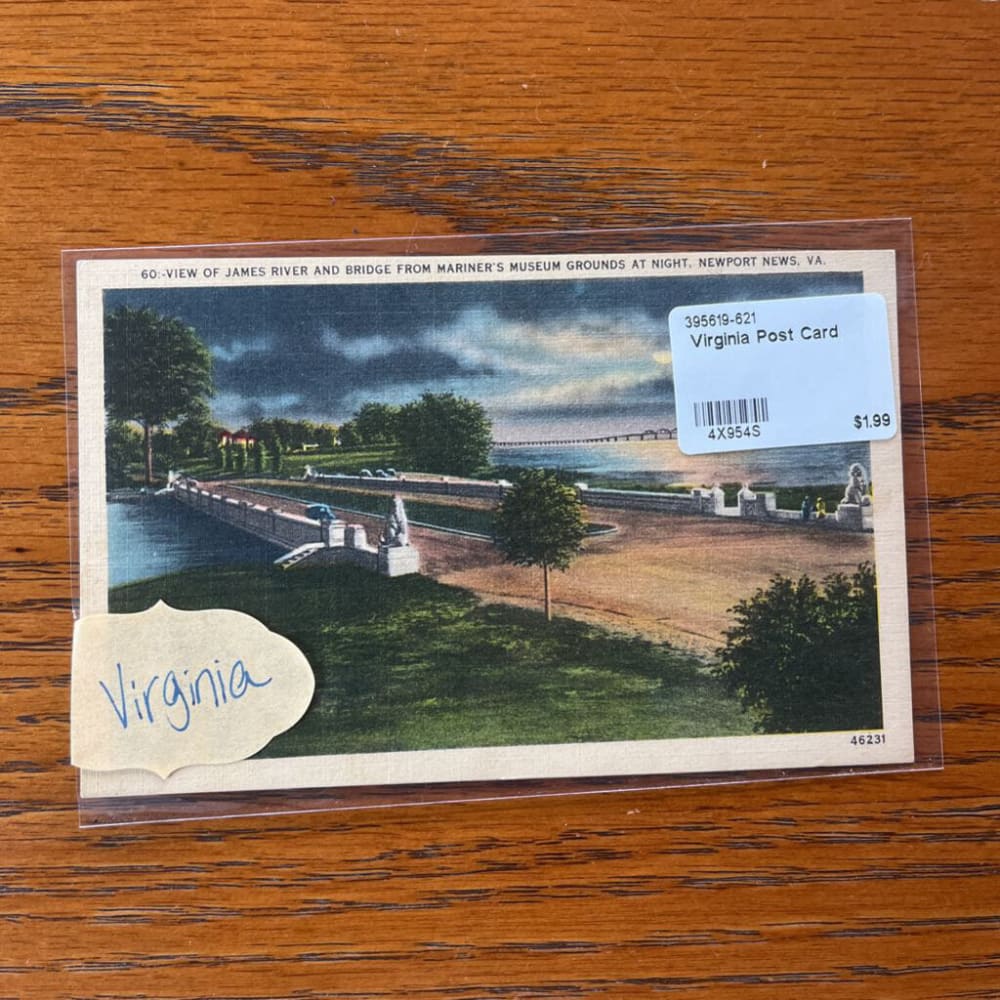 60:-VIEW OF JAMES RIVER AND BRIDGE FROM MARINER'S MUSEUM GROUNDS AT NIGHT, NEWPORT NEWS, VA.
395619-621
Virginia Post Card
4X954S
$1.99
Virginia
46231